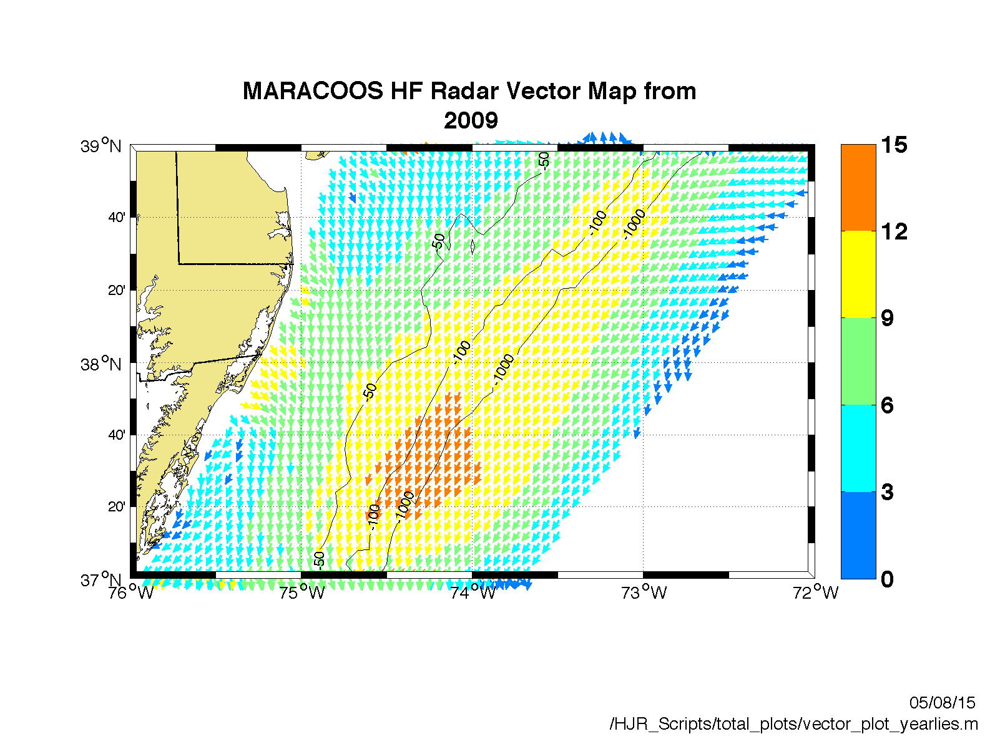 MARACOOS HF Radar Vector Map from
2009
39°N
40'
20'
38°N
40'
20'
37°N
76°W
75°W
74°W
73°W
72°W
-50
-100
-1000
-50
-100
-1000
-50
-100
-1000
-50
15
12
9
6
3
0
05/08/15
/HJR_Scripts/total_plots/vector_plot_yearlies.m